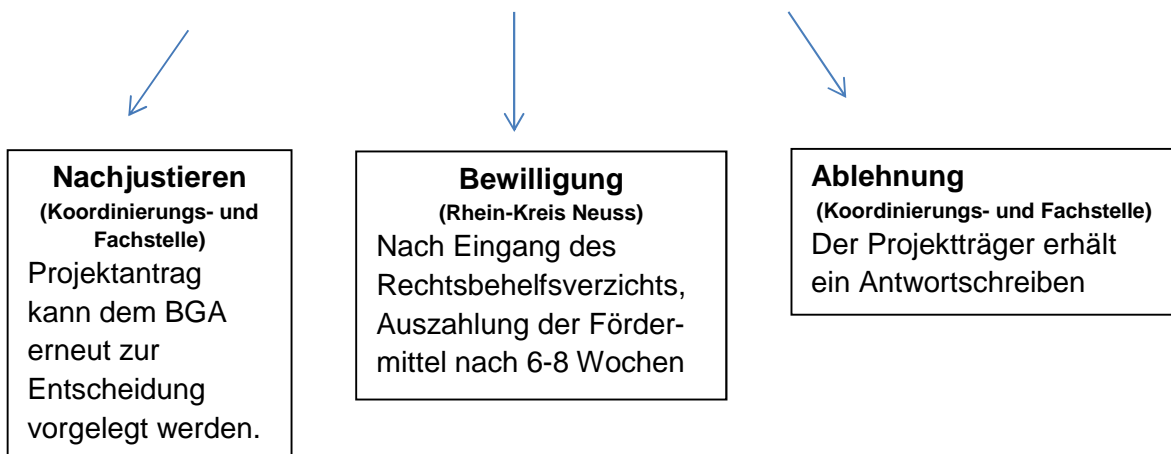 Nachjustieren
(Koordinierungs- und
Fachstelle)
Projektantrag
kann dem BGA
erneut zur
Entscheidung
vorgelegt werden.
Bewilligung
(Rhein-Kreis Neuss)
Nach Eingang des
Rechtsbehelfsverzichts,
Auszahlung der Förder-
mittel nach 6-8 Wochen
Ablehnung
(Koordinierungs- und Fachstelle)
Der Projektträger erhält
ein Antwortschreiben